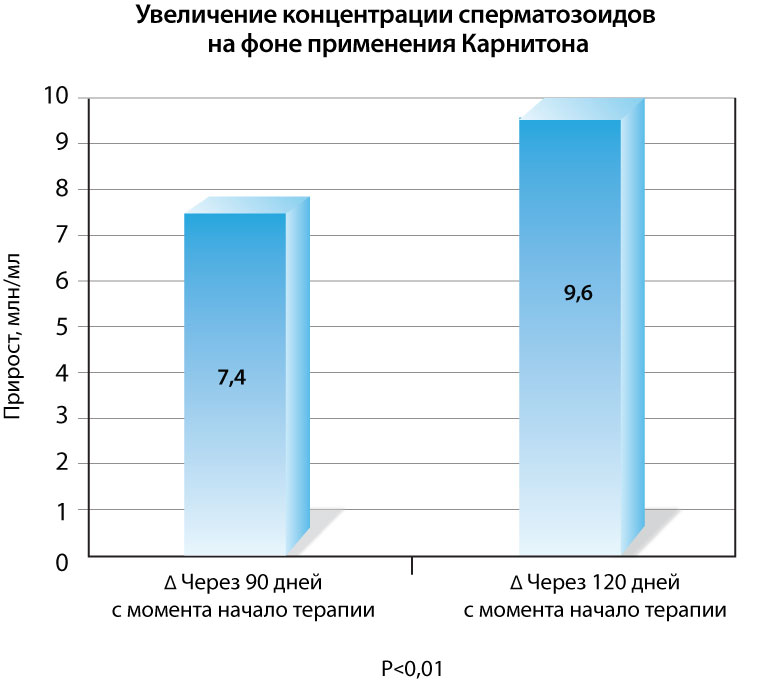 Увеличение концентрации сперматозоидов
на фоне применения Карнитона
Прирост, млн/мл
10
9
8
7
6
5
4
3
2
1
0
7,4
9,6
Δ Через 90 дней
с момента начало терапии
Δ Через 120 дней
с момента начало терапии
P<0,01